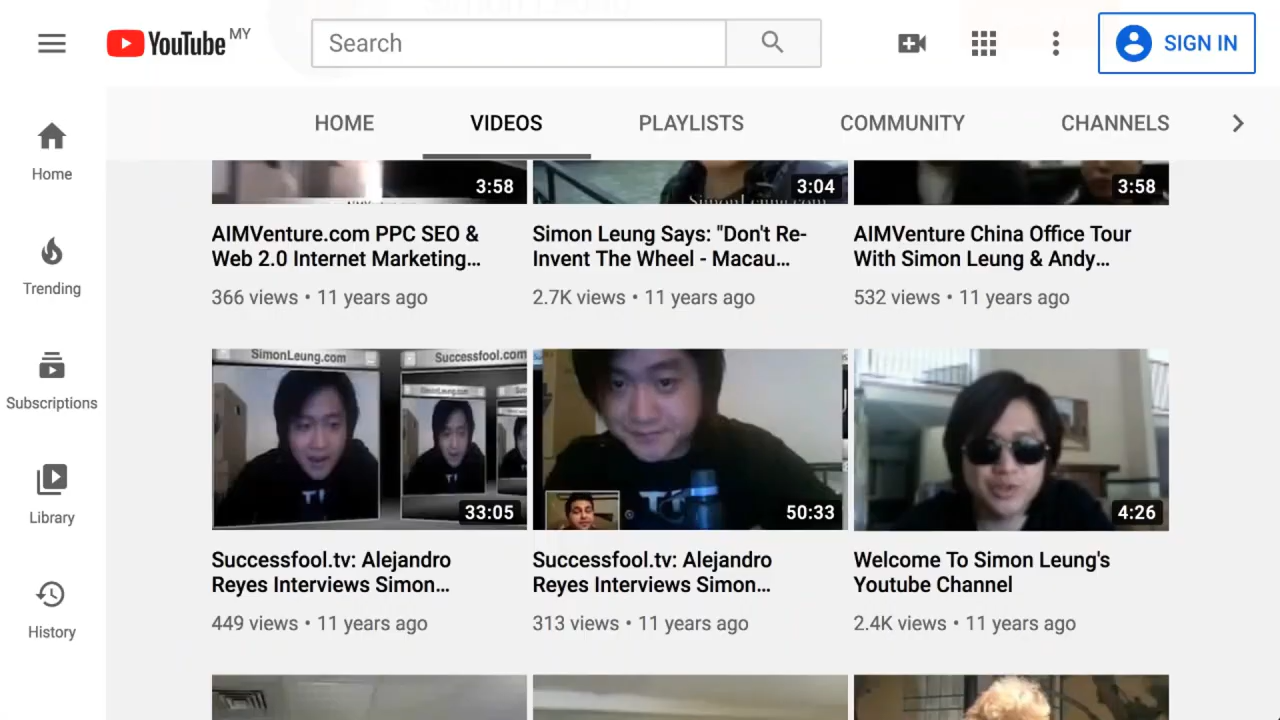 YouTube MY
Search
SIGN IN
HOME
VIDEOS
PLAYLISTS
COMMUNITY
CHANNELS
Home
Trending
Subscriptions
Library
History
3:58
SimonLeung.com
3:04
3:58
AIMVenture.com PPC SEO &
Web 2.0 Internet Marketing...
366 views • 11 years ago
Simon Leung Says: "Don't Re-
Invent The Wheel - Macau...
2.7K views • 11 years ago
AIMVenture China Office Tour
With Simon Leung & Andy...
532 views • 11 years ago
SimonLeung.com
Successfool.com
33:05
50:33
4:26
Successfool.tv: Alejandro
Reyes Interviews Simon...
449 views • 11 years ago
Successfool.tv: Alejandro
Reyes Interviews Simon...
313 views • 11 years ago
Welcome To Simon Leung's
Youtube Channel
2.4K views • 11 years ago